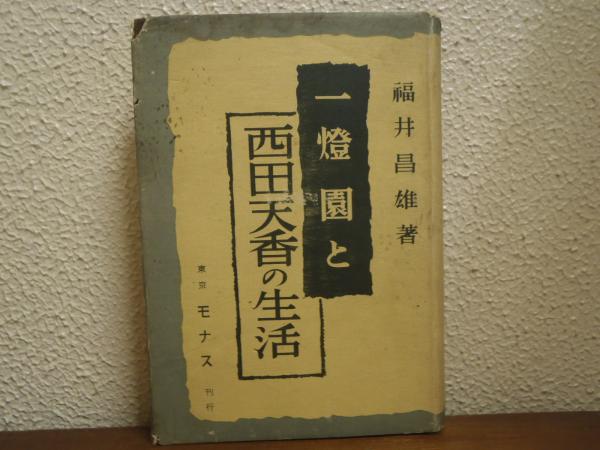 福井昌雄著
一燈園と
西田天香の生活
東京 モナス 刊行